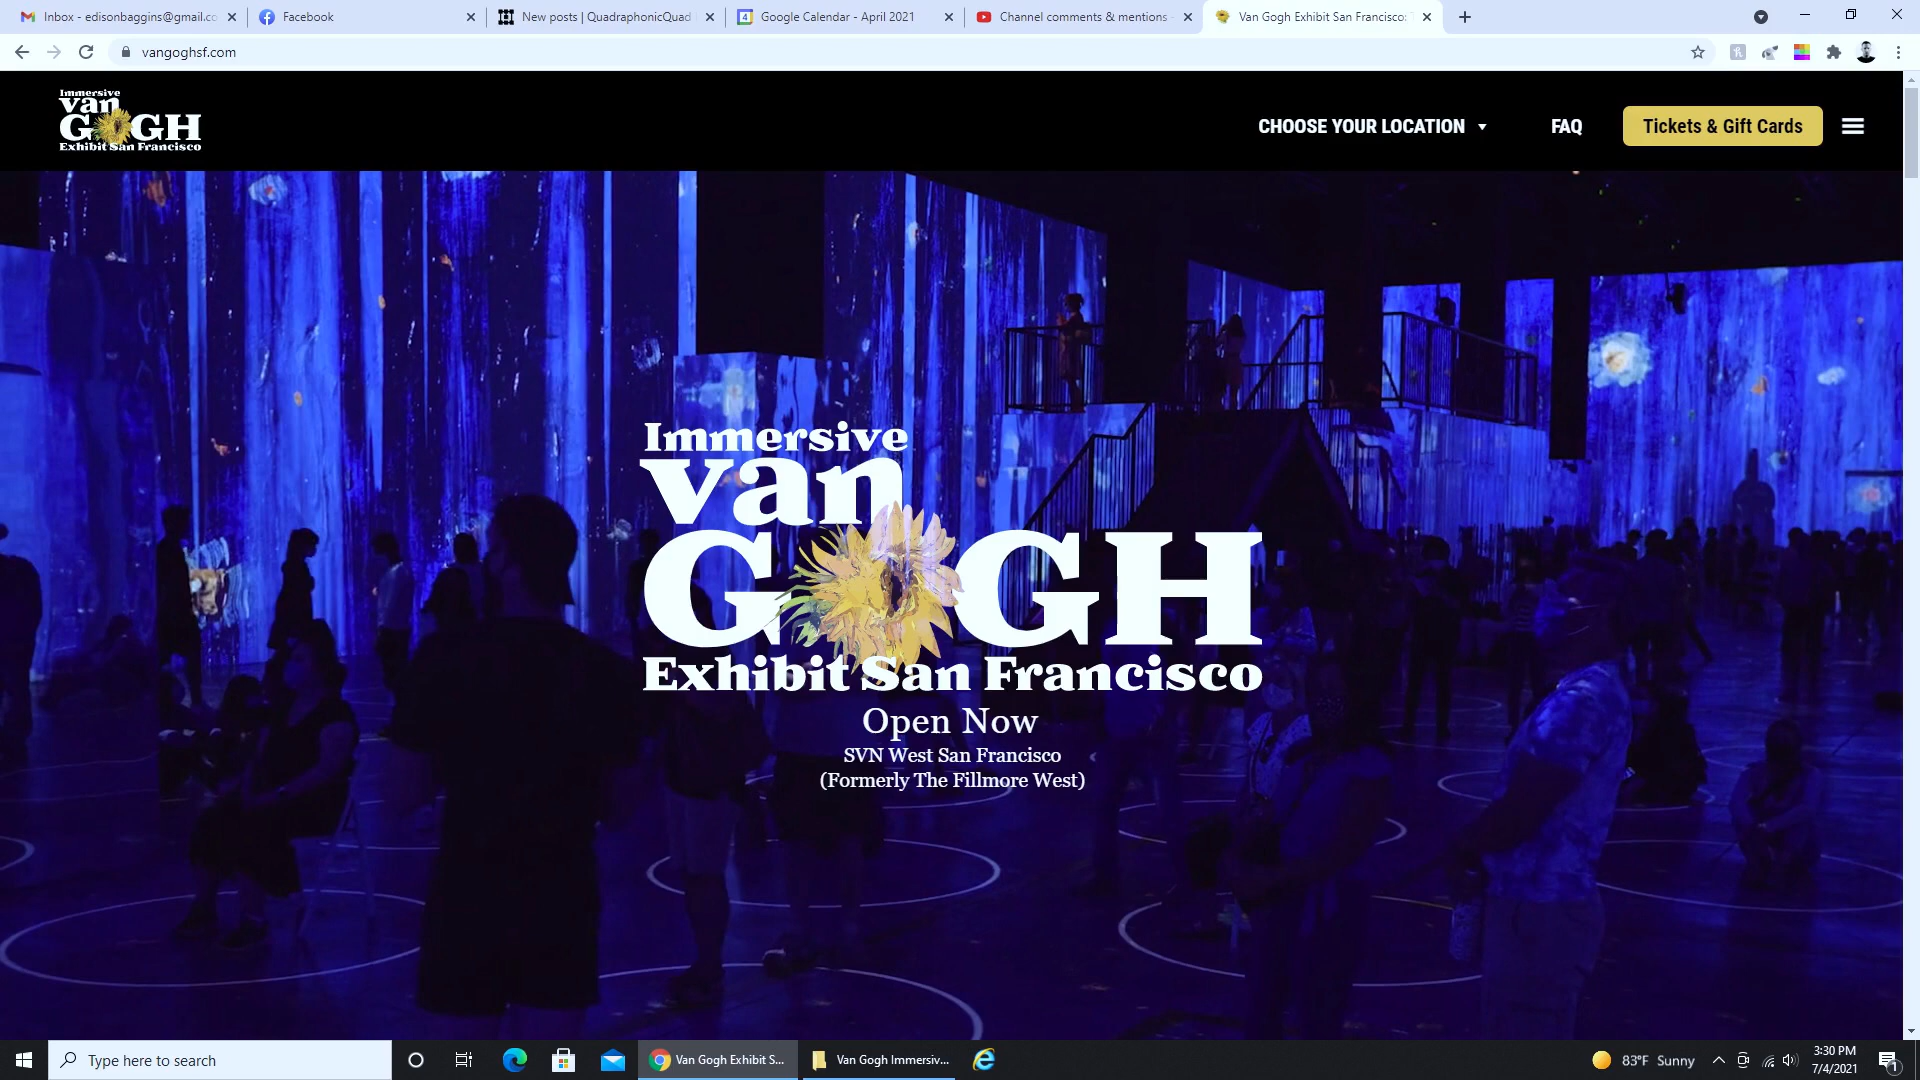 Inbox - edisonbaggins@gmail.co
Facebook
New posts | QuadraphonicQuad
Google Calendar - April 2021
Channel comments & mentions
Van Gogh Exhibit San Francisco:
vangoghsf.com
Immersive
van
GOGH
Exhibit San Francisco
CHOOSE YOUR LOCATION
FAQ
Tickets & Gift Cards
Immersive
van
GOGH
Exhibit San Francisco
Open Now
SVN West San Francisco
(Formerly The Fillmore West)
Type here to search
Van Gogh Exhibit S...
Van Gogh Immersiv...
83°F Sunny
3:30 PM
7/4/2021
1